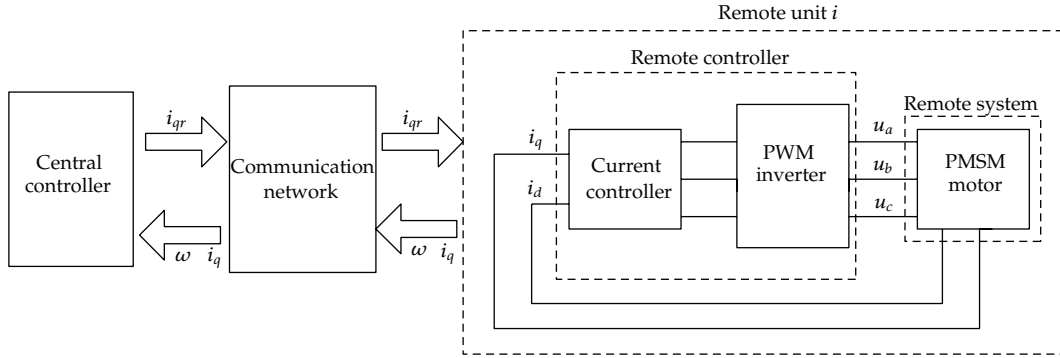 Remote unit i
Remote controller
Remote system
Central
controller
i_qr
ω i_q
Communication
network
i_qr
ω i_q
i_q
i_d
Current
controller
PWM
inverter
u_a
u_b
u_c
PMSM
motor